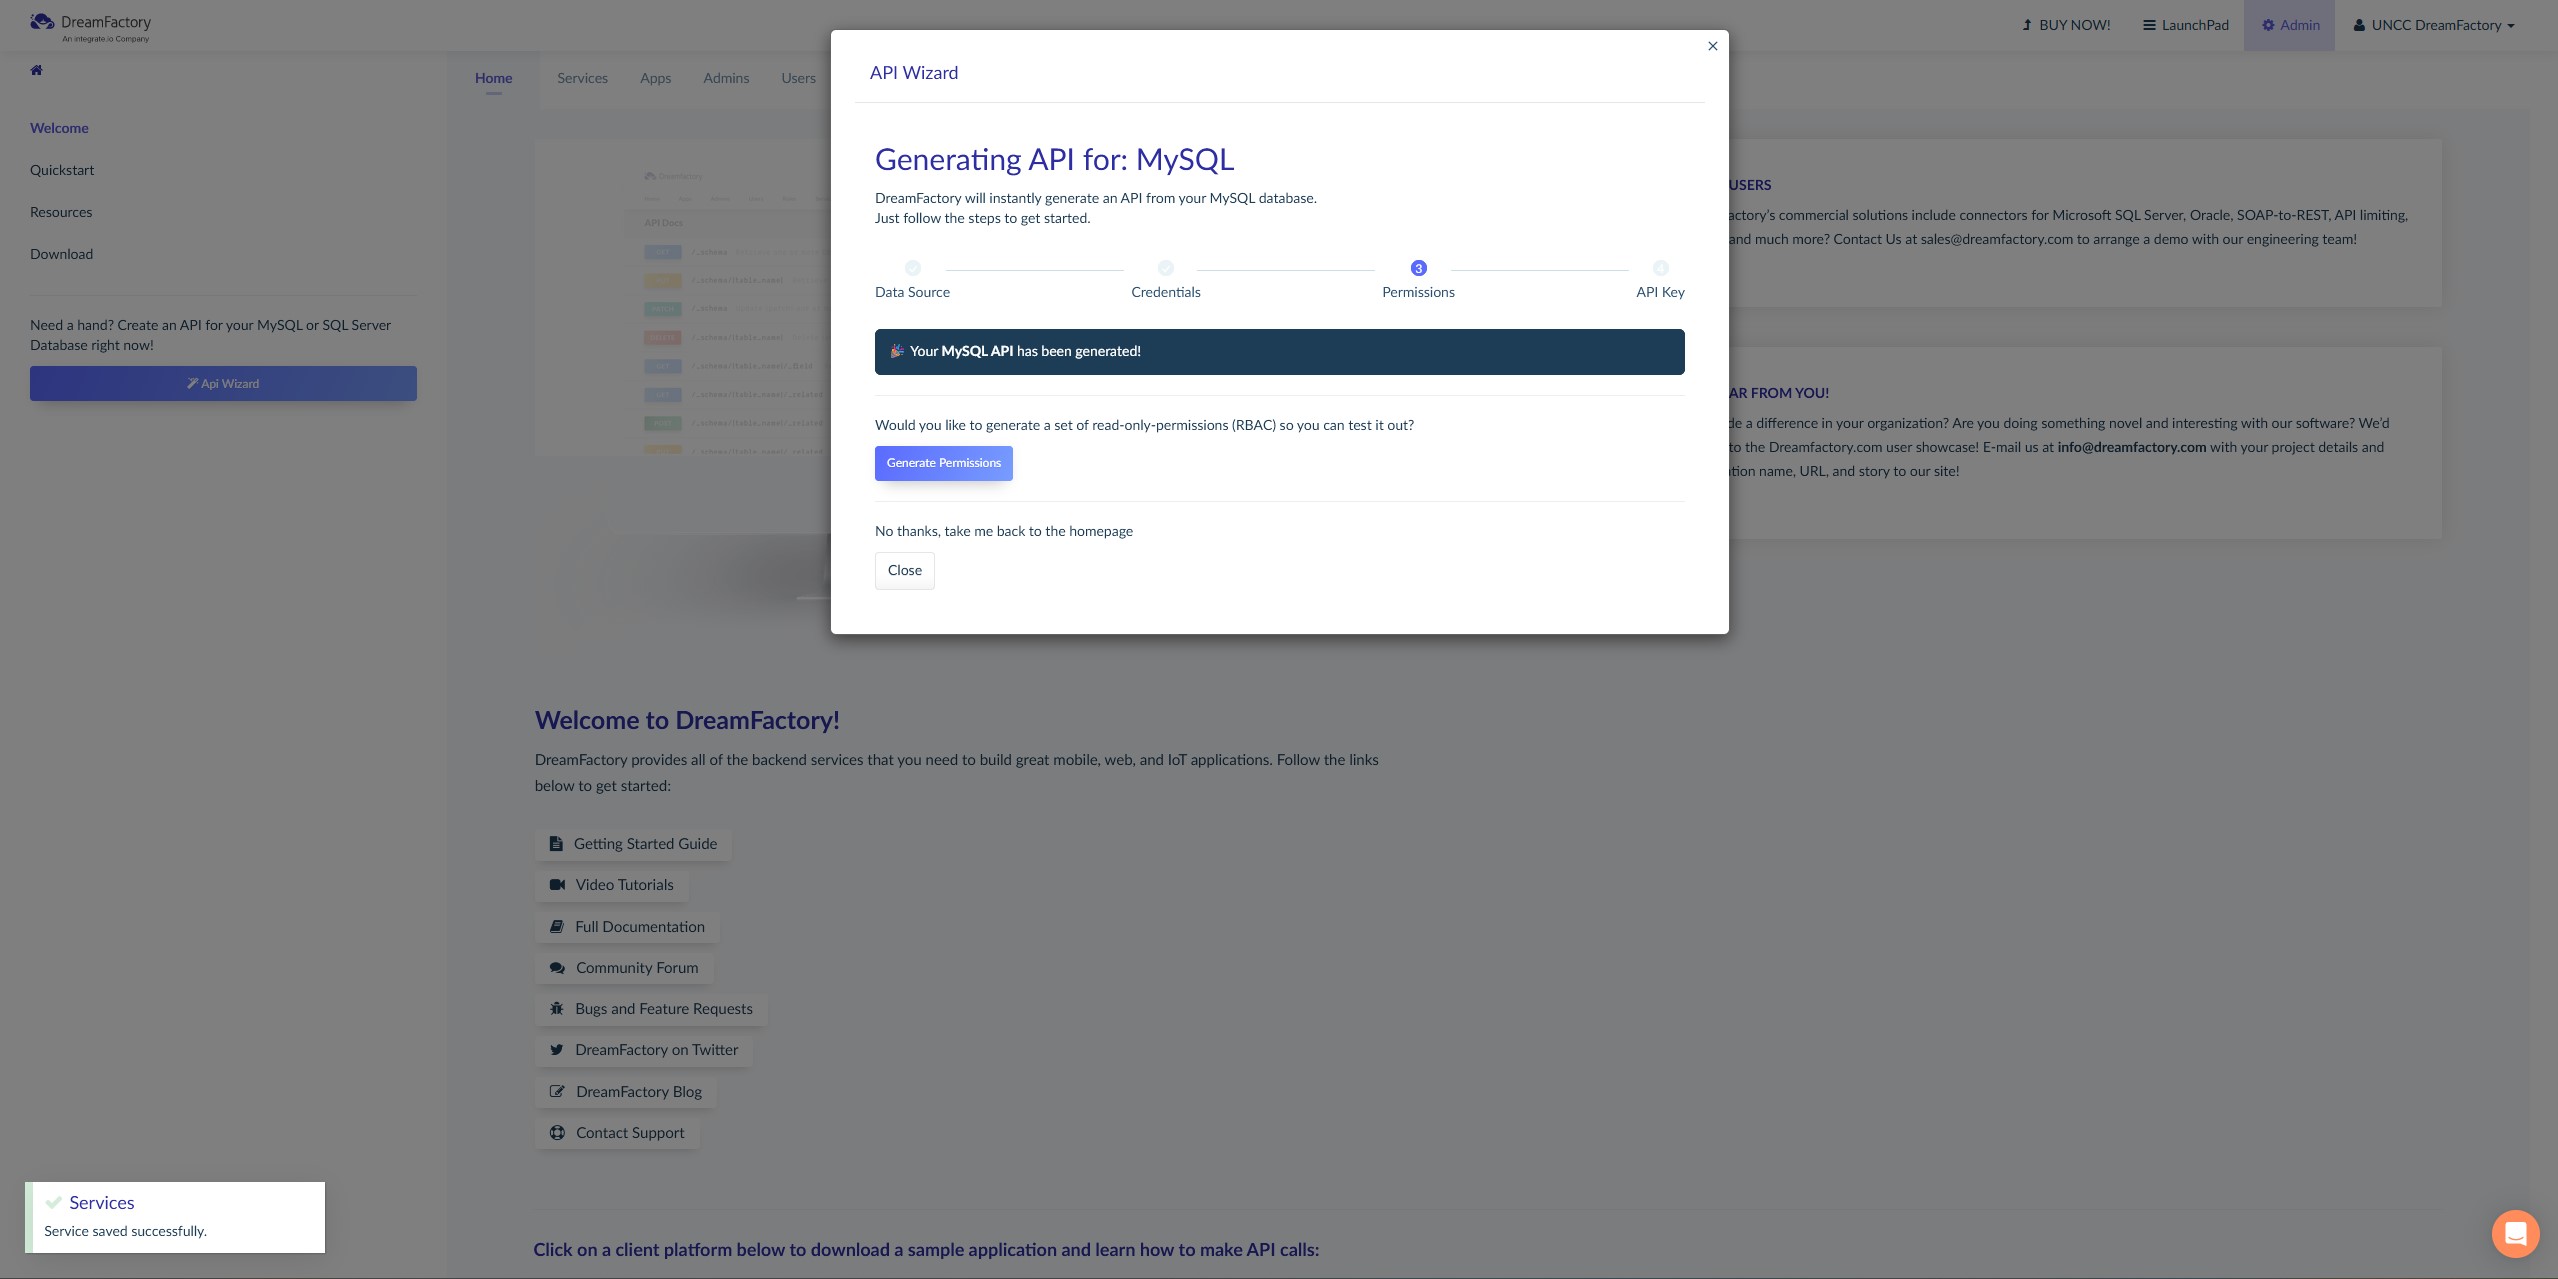 DreamFactory
An integrate.io Company
BUY NOW!
LaunchPad
Admin
UNCC DreamFactory
Home
Services
Apps
Admins
Users
Welcome
Quickstart
Resources
Download
Need a hand? Create an API for your MySQL or SQL Server
Database right now!
Api Wizard
DreamFactory
API Docs
API Wizard
Generating API for: MySQL
DreamFactory will instantly generate an API from your MySQL database.
Just follow the steps to get started.
3
4
Data Source
Credentials
Permissions
API Key
Your MySQL API has been generated!
Would you like to generate a set of read-only-permissions (RBAC) so you can test it out?
Generate Permissions
No thanks, take me back to the homepage
Close
USERS
actory's commercial solutions include connectors for Microsoft SQL Server, Oracle, SOAP-to-REST, API limiting,
and much more? Contact Us at sales@dreamfactory.com to arrange a demo with our engineering team!
AR FROM YOU!
de a difference in your organization? Are you doing something novel and interesting with our software? We'd
to the Dreamfactory.com user showcase! E-mail us at info@dreamfactory.com with your project details and
tion name, URL, and story to our site!
Welcome to DreamFactory!
DreamFactory provides all of the backend services that you need to build great mobile, web, and IoT applications. Follow the links
below to get started:
Getting Started Guide
Video Tutorials
Full Documentation
Community Forum
Bugs and Feature Requests
DreamFactory on Twitter
DreamFactory Blog
Contact Support
Services
Service saved successfully.
Click on a client platform below to download a sample application and learn how to make API calls: